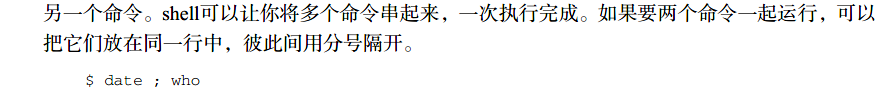 另一个命令。shell可以让你将多个命令串起来，一次执行完成。如果要两个命令一起运行，可以
把它们放在同一行中，彼此间用分号隔开。
$ date ; who